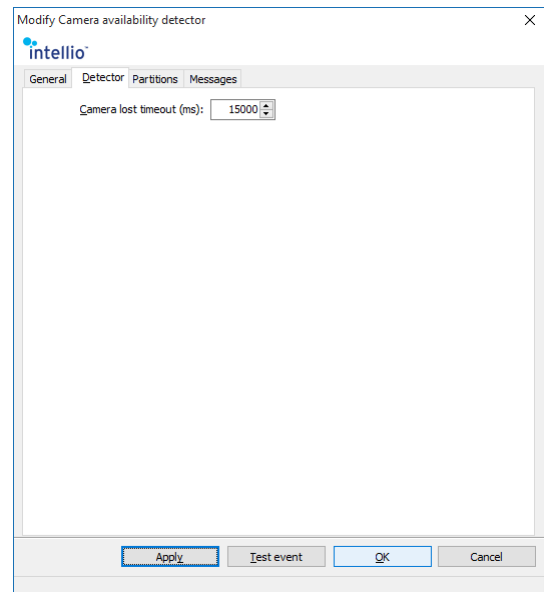 Modify Camera availability detector
intellio
General Detector Partitions Messages
Camera lost timeout (ms): 15000
Apply Test event OK Cancel